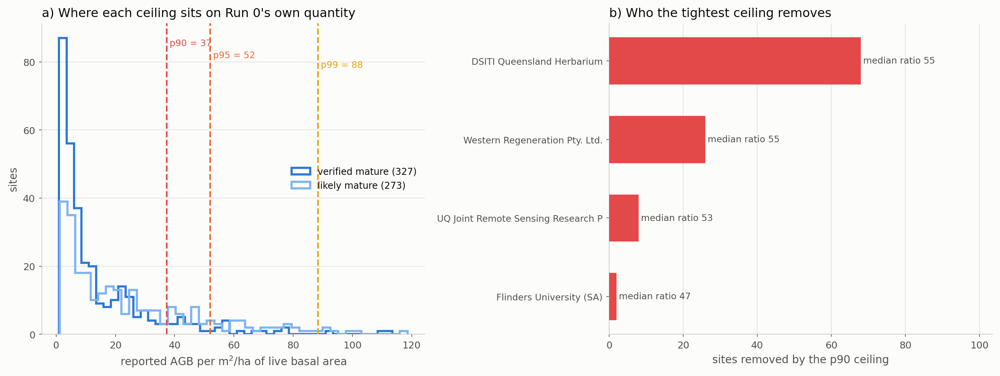 a) Where each ceiling sits on Run 0's own quantity
p90 = 37
p95 = 52
p99 = 88
80
60
40
20
0
sites
verified mature (327)
likely mature (273)
0 20 40 60 80 100 120
reported AGB per m²/ha of live basal area
b) Who the tightest ceiling removes
DSITI Queensland Herbarium
median ratio 55
Western Regeneration Pty. Ltd.
median ratio 55
UQ Joint Remote Sensing Research P
median ratio 53
Flinders University (SA)
median ratio 47
0 20 40 60 80 100
sites removed by the p90 ceiling